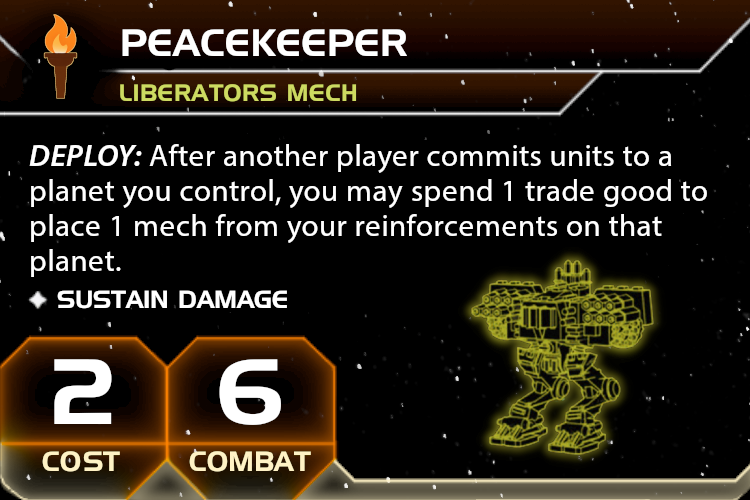 PEACEKEEPER
LIBERATORS MECH
DEPLOY: After another player commits units to a
planet you control, you may spend 1 trade good to
place 1 mech from your reinforcements on that
planet.
SUSTAIN DAMAGE
2 6
COST COMBAT